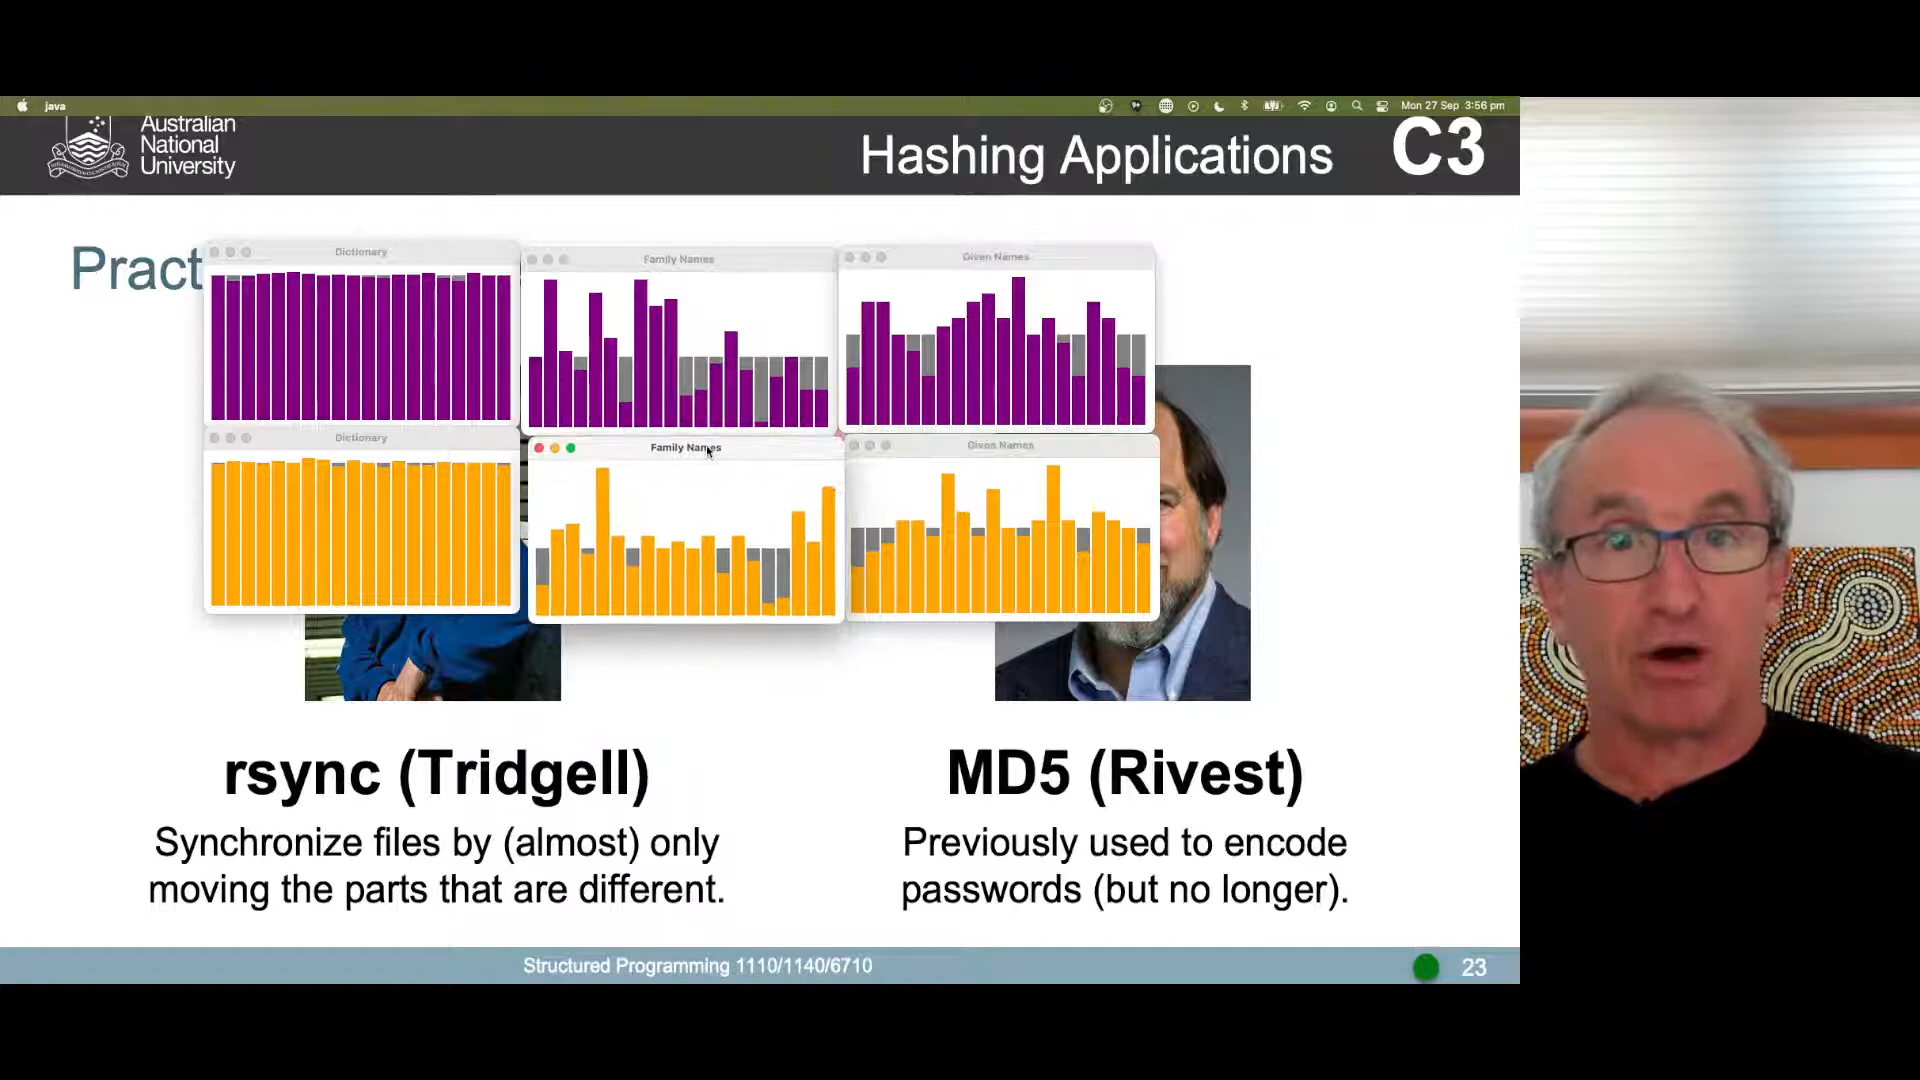 java
Mon 27 Sep 3:56 pm
Australian
National
University
Hashing Applications
C3
Pract
Dictionary
Family Names
Given Names
Dictionary
Family Names
Given Names
rsync (Tridgell)
Synchronize files by (almost) only
moving the parts that are different.
MD5 (Rivest)
Previously used to encode
passwords (but no longer).
Structured Programming 1110/1140/6710
23